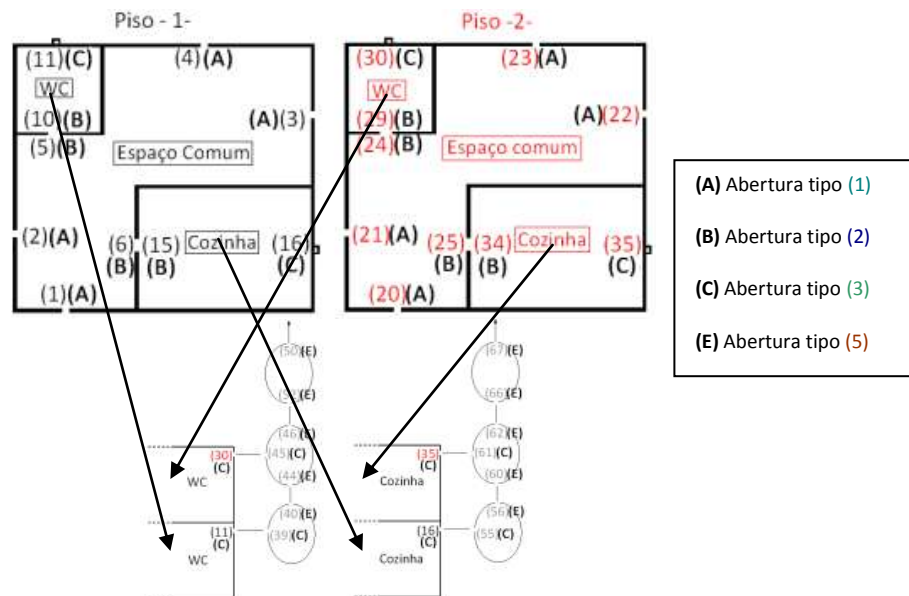 Piso - 1-
(11)(C)
(4)(A)
WC
(10)(B)
(A)(3)
(5)(B)
Espaço Comum
(2)(A)
(6)
(B)
(15)
(B)
Cozinha
(16)
(C)
(1)(A)
Piso -2-
(30)(C)
(23)(A)
WC
(29)(B)
(A)(22)
(24)(B)
Espaço comum
(21)(A)
(25)
(B)
(34)
(B)
Cozinha
(35)
(C)
(20)(A)
(A) Abertura tipo (1)
(B) Abertura tipo (2)
(C) Abertura tipo (3)
(E) Abertura tipo (5)
(50)(E)
(E)
(46)(E)
(45)(C)
(44)(E)
(40)(E)
(39)(C)
(30)
(C)
WC
(11)
(C)
WC
(67)(E)
(66)(E)
(62)(E)
(61)(C)
(60)(E)
(56)(E)
(55)(C)
(35)
(C)
Cozinha
(16)
(C)
Cozinha